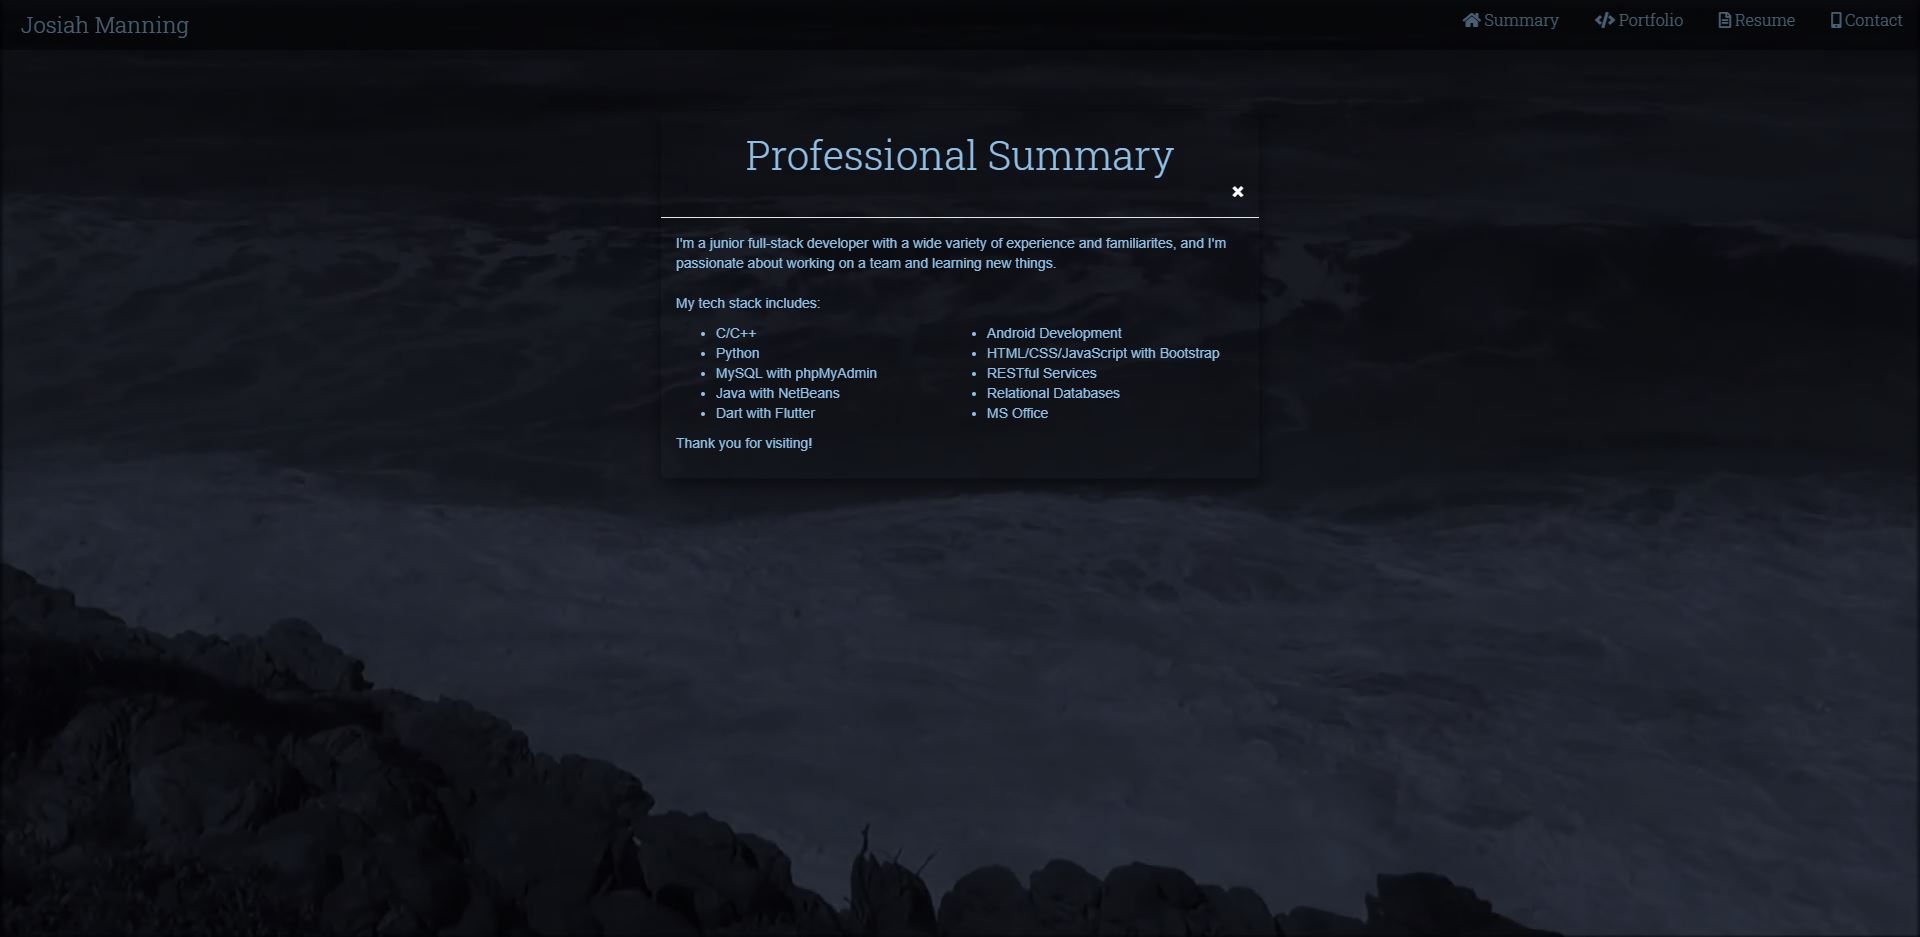 Josiah Manning
Summary
Portfolio
Resume
Contact
Professional Summary
×
I'm a junior full-stack developer with a wide variety of experience and familiarites, and I'm
passionate about working on a team and learning new things.
My tech stack includes:
• C/C++
• Python
• MySQL with phpMyAdmin
• Java with NetBeans
• Dart with Flutter
• Android Development
• HTML/CSS/JavaScript with Bootstrap
• RESTful Services
• Relational Databases
• MS Office
Thank you for visiting!